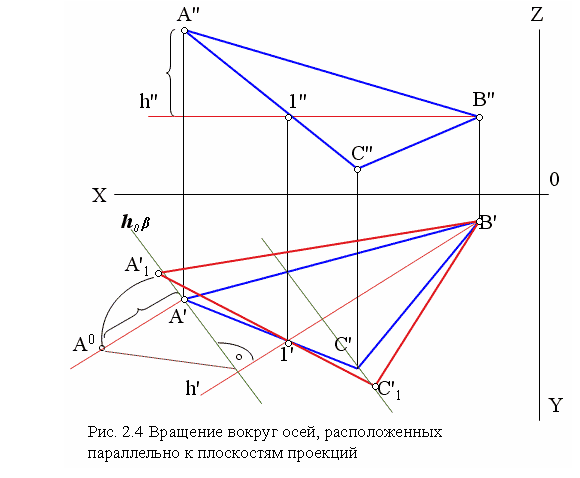 A" Z
h" 1" B"
C"
X 0
h₀β B'
A'₁
A'
A⁰ 1' C'
h' C'₁
Y
Рис. 2.4 Вращение вокруг осей, расположенных
параллельно к плоскостям проекций